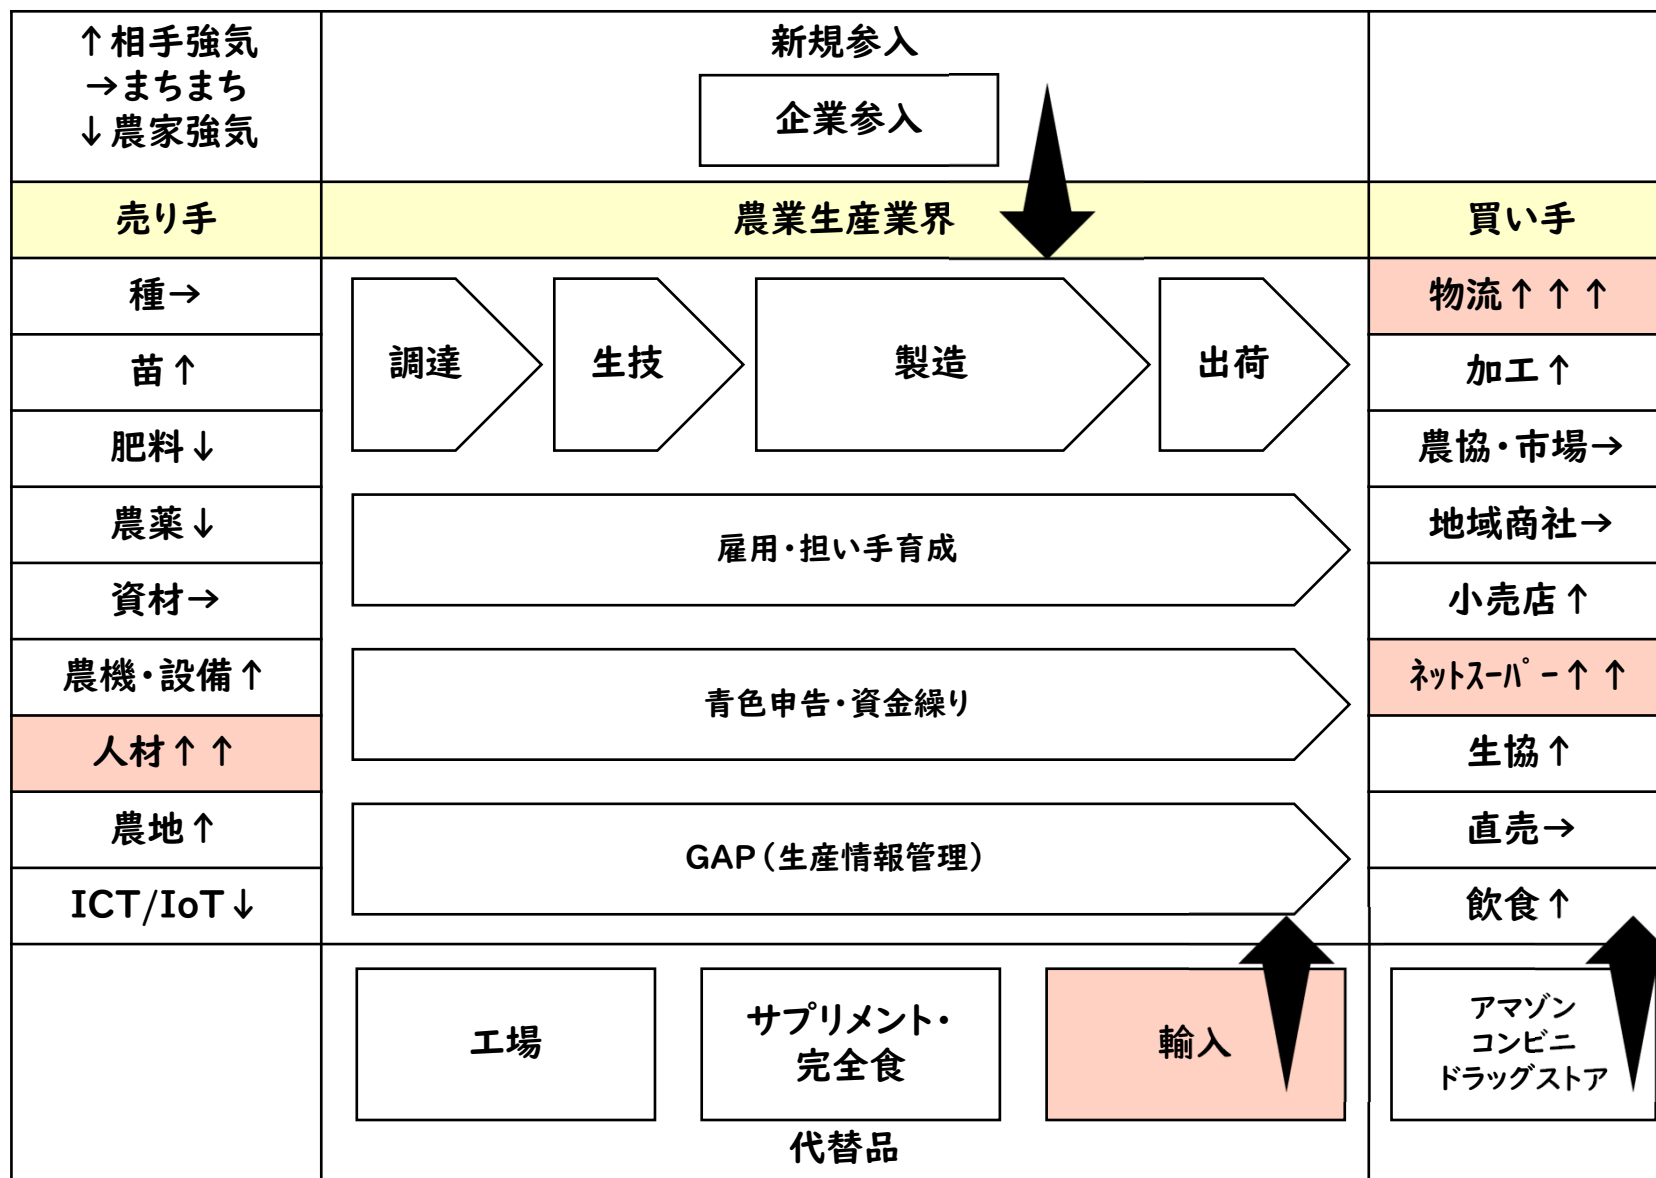 ↑相手強気
→まちまち
↓農家強気
新規参入
企業参入
売り手
農業生産業界
買い手
種→
苗↑
肥料↓
農薬↓
資材→
農機・設備↑
人材↑↑
農地↑
ICT/IoT↓
調達
生技
製造
出荷
雇用・担い手育成
青色申告・資金繰り
GAP(生産情報管理)
物流↑↑↑
加工↑
農協・市場→
地域商社→
小売店↑
ﾈｯﾄｽｰﾊﾟｰ↑↑
生協↑
直売→
飲食↑
工場
サプリメント・
完全食
輸入
アマゾン
コンビニ
ドラッグストア
代替品